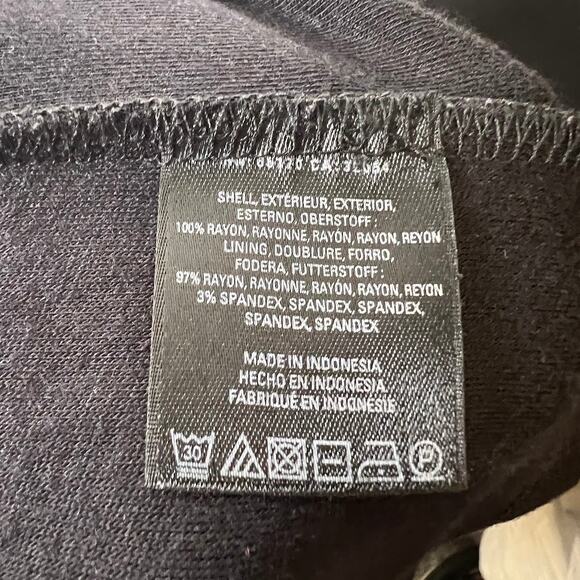 SHELL, EXTÉRIEUR, EXTERIOR,
ESTERNO, OBERSTOFF:
100% RAYON, RAYONNE, RAYÓN, RAYON, REYON
LINING, DOUBLURE, FORRO,
FODERA, FUTTERSTOFF:
97% RAYON, RAYONNE, RAYÓN, RAYON, REYON
3% SPANDEX, SPANDEX, SPANDEX,
SPANDEX, SPANDEX
MADE IN INDONESIA
HECHO EN INDONESIA
FABRIQUÉ EN INDONÉSIE
30 P